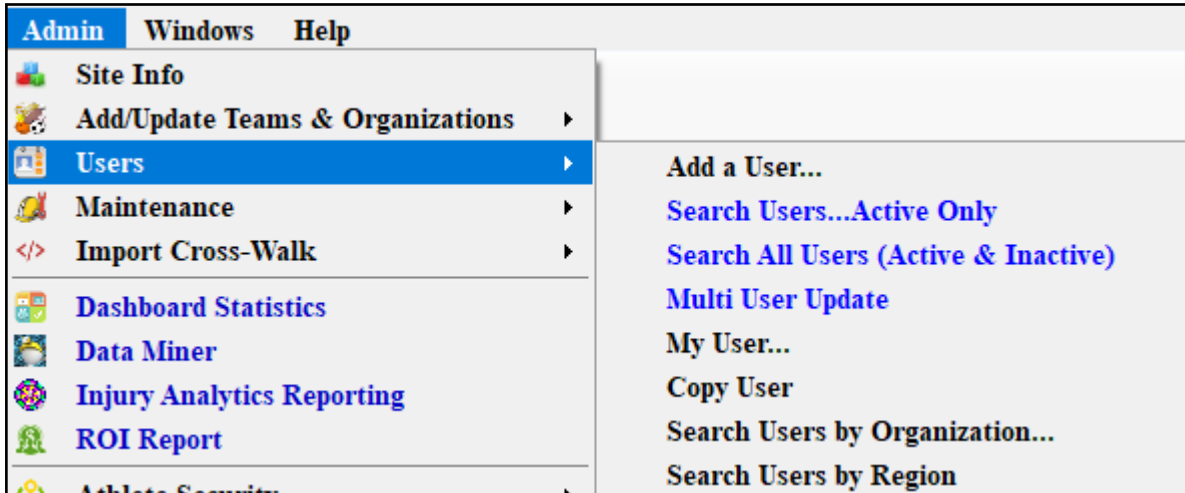 Admin Windows Help
Site Info
Add/Update Teams & Organizations
Users
Maintenance
Import Cross-Walk
Dashboard Statistics
Data Miner
Injury Analytics Reporting
ROI Report
Athlete Security
Add a User...
Search Users...Active Only
Search All Users (Active & Inactive)
Multi User Update
My User...
Copy User
Search Users by Organization...
Search Users by Region